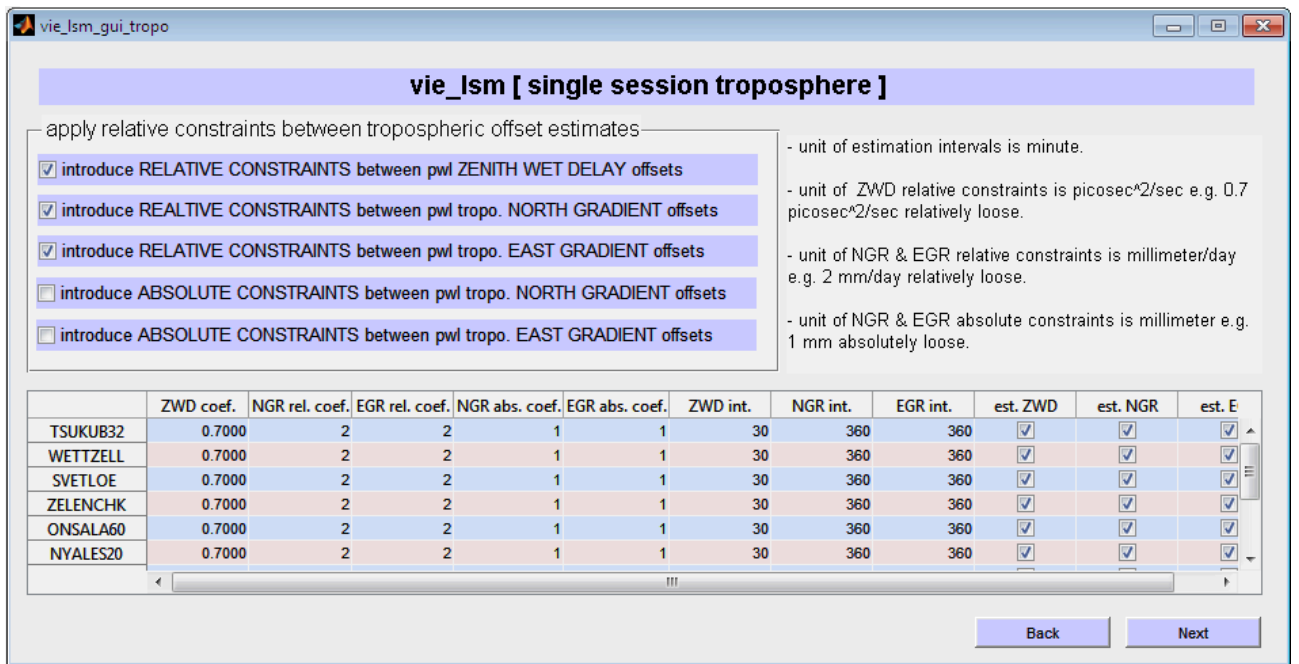 vie_lsm_gui_tropo
vie_lsm [ single session troposphere ]
apply relative constraints between tropospheric offset estimates
introduce RELATIVE CONSTRAINTS between pwl ZENITH WET DELAY offsets
introduce REALTIVE CONSTRAINTS between pwl tropo. NORTH GRADIENT offsets
introduce RELATIVE CONSTRAINTS between pwl tropo. EAST GRADIENT offsets
introduce ABSOLUTE CONSTRAINTS between pwl tropo. NORTH GRADIENT offsets
introduce ABSOLUTE CONSTRAINTS between pwl tropo. EAST GRADIENT offsets
- unit of estimation intervals is minute.
- unit of ZWD relative constraints is picosec^2/sec e.g. 0.7
picosec^2/sec relatively loose.
- unit of NGR & EGR relative constraints is millimeter/day
e.g. 2 mm/day relatively loose.
- unit of NGR & EGR absolute constraints is millimeter e.g.
1 mm absolutely loose.
ZWD coef. NGR rel. coef. EGR rel. coef. NGR abs. coef. EGR abs. coef. ZWD int. NGR int. EGR int. est. ZWD est. NGR est. E
TSUKUB32 0.7000 2 2 1 1 30 360 360
WETTZELL 0.7000 2 2 1 1 30 360 360
SVETLOE 0.7000 2 2 1 1 30 360 360
ZELENCHK 0.7000 2 2 1 1 30 360 360
ONSALA60 0.7000 2 2 1 1 30 360 360
NYALES20 0.7000 2 2 1 1 30 360 360
Back Next